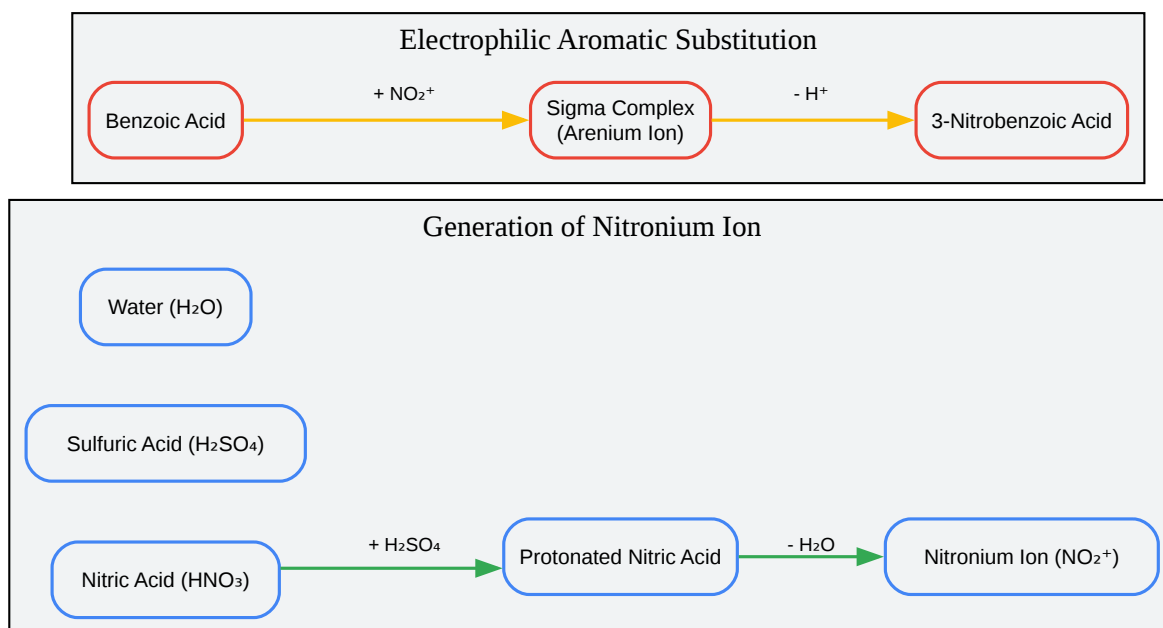 Electrophilic Aromatic Substitution
+ NO₂⁺
- H⁺
Benzoic Acid
Sigma Complex
(Arenium Ion)
3-Nitrobenzoic Acid
Generation of Nitronium Ion
Water (H₂O)
Sulfuric Acid (H₂SO₄)
+ H₂SO₄
- H₂O
Nitric Acid (HNO₃)
Protonated Nitric Acid
Nitronium Ion (NO₂⁺)